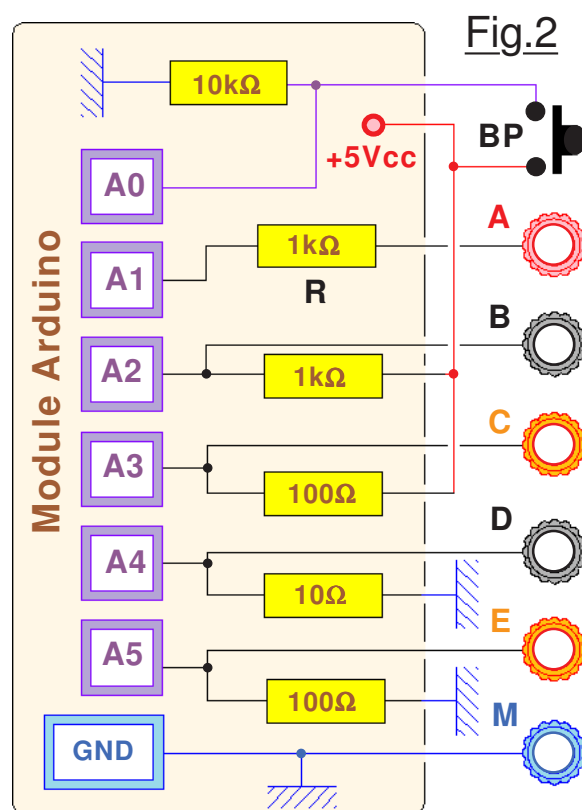 Fig.2
10kΩ
BP
+5Vcc
A0
A
A1
1kΩ
R
B
A2
1kΩ
C
A3
100Ω
D
A4
10Ω
E
A5
100Ω
M
GND
Module Arduino